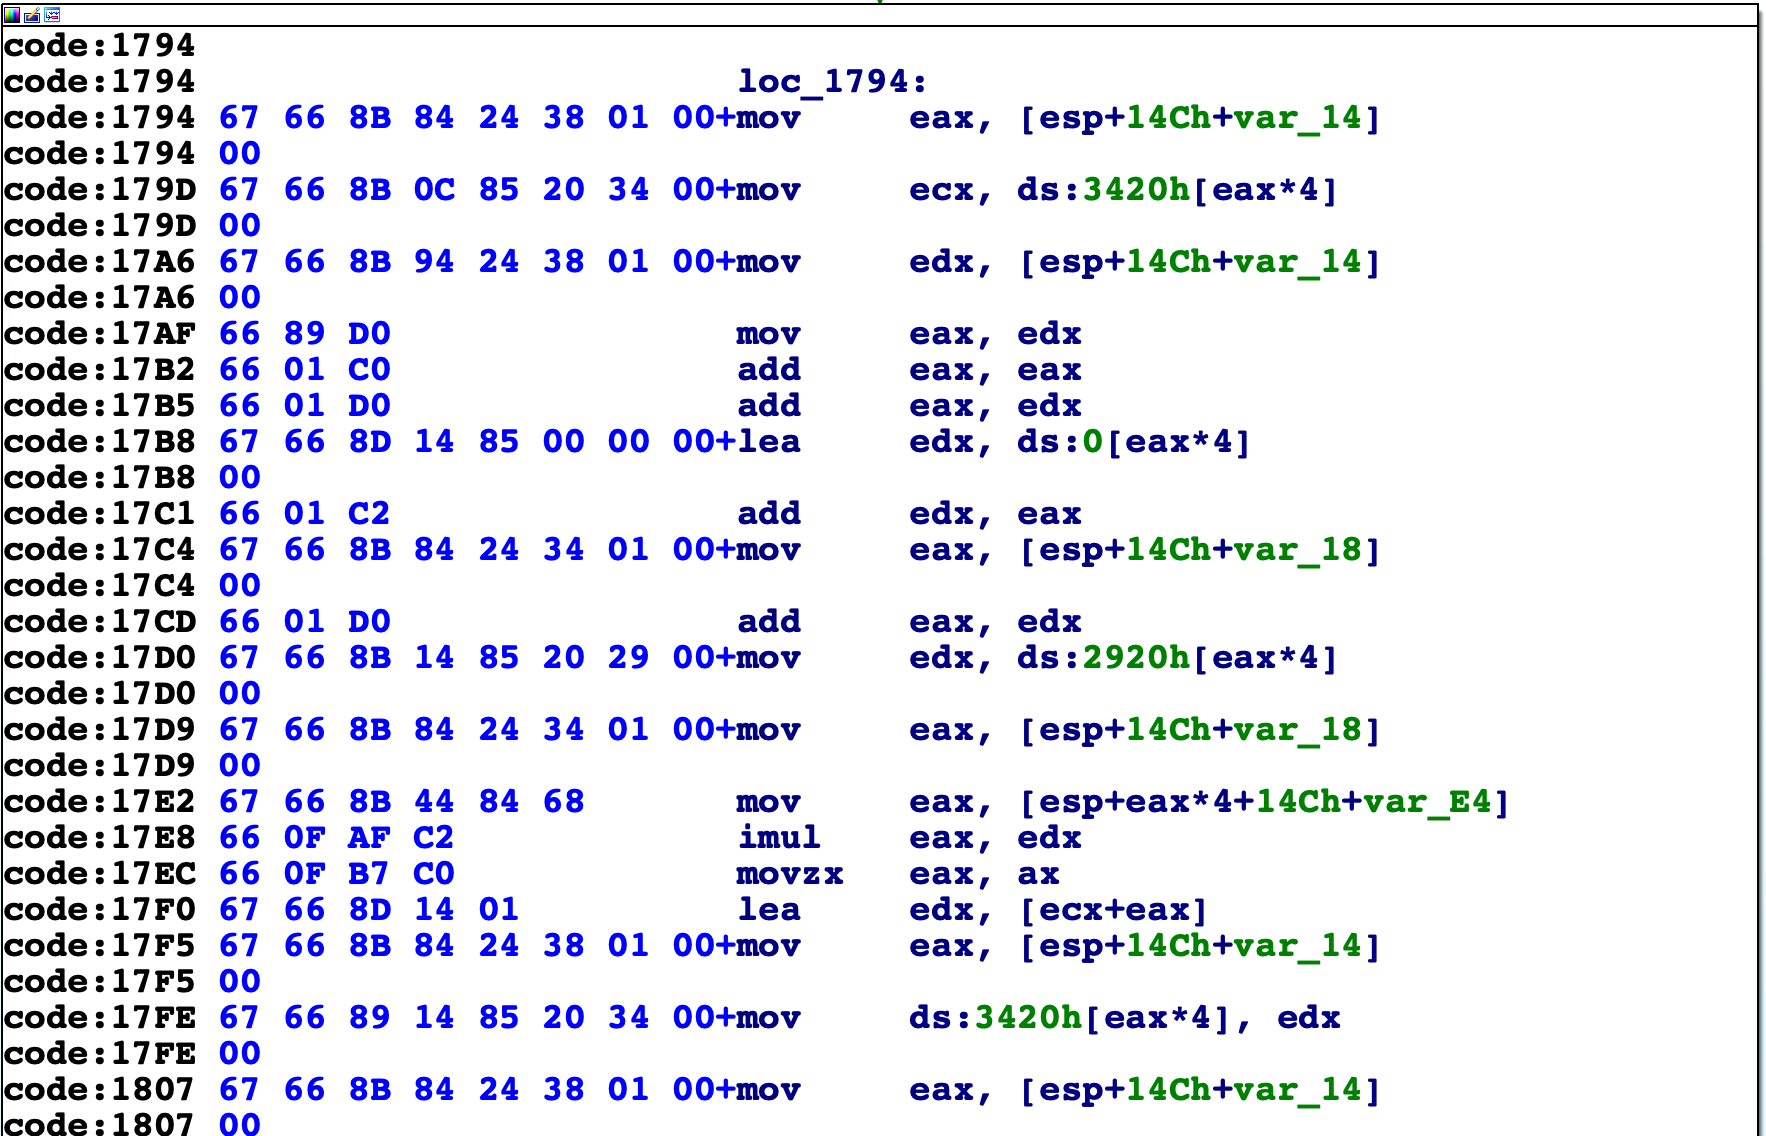 code:1794
code:1794 loc_1794:
code:1794 67 66 8B 84 24 38 01 00+mov eax, [esp+14Ch+var_14]
code:1794 00
code:179D 67 66 8B 0C 85 20 34 00+mov ecx, ds:3420h[eax*4]
code:179D 00
code:17A6 67 66 8B 94 24 38 01 00+mov edx, [esp+14Ch+var_14]
code:17A6 00
code:17AF 66 89 D0 mov eax, edx
code:17B2 66 01 C0 add eax, eax
code:17B5 66 01 D0 add eax, edx
code:17B8 67 66 8D 14 85 00 00 00+lea edx, ds:0[eax*4]
code:17B8 00
code:17C1 66 01 C2 add edx, eax
code:17C4 67 66 8B 84 24 34 01 00+mov eax, [esp+14Ch+var_18]
code:17C4 00
code:17CD 66 01 D0 add eax, edx
code:17D0 67 66 8B 14 85 20 29 00+mov edx, ds:2920h[eax*4]
code:17D0 00
code:17D9 67 66 8B 84 24 34 01 00+mov eax, [esp+14Ch+var_18]
code:17D9 00
code:17E2 67 66 8B 44 84 68 mov eax, [esp+eax*4+14Ch+var_E4]
code:17E8 66 0F AF C2 imul eax, edx
code:17EC 66 0F B7 C0 movzx eax, ax
code:17F0 67 66 8D 14 01 lea edx, [ecx+eax]
code:17F5 67 66 8B 84 24 38 01 00+mov eax, [esp+14Ch+var_14]
code:17F5 00
code:17FE 67 66 89 14 85 20 34 00+mov ds:3420h[eax*4], edx
code:17FE 00
code:1807 67 66 8B 84 24 38 01 00+mov eax, [esp+14Ch+var_14]
code:1807 00